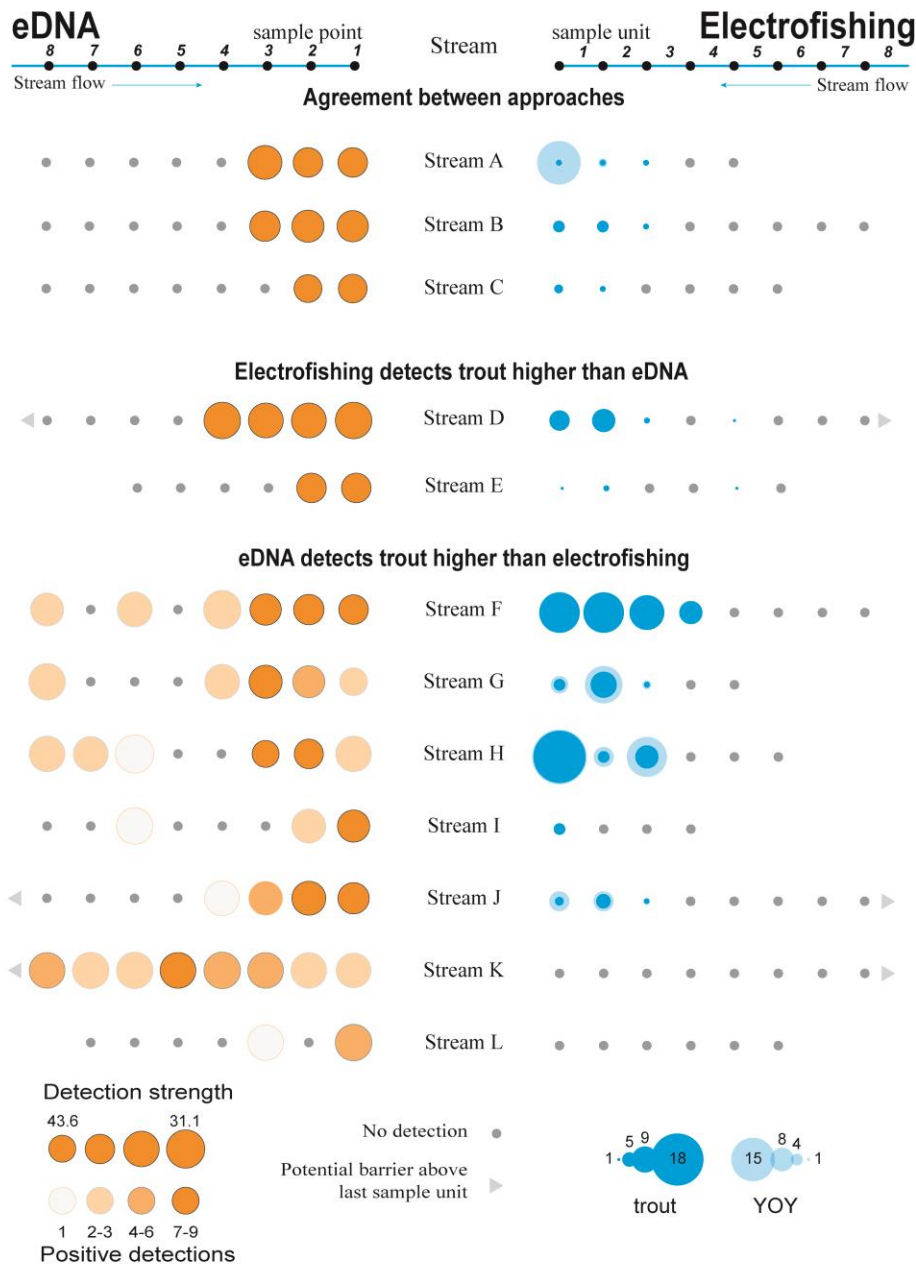 eDNA
sample point
Stream
sample unit
Electrofishing
8 7 6 5 4 3 2 1
1 2 3 4 5 6 7 8
Stream flow
Stream flow
Agreement between approaches
Stream A
Stream B
Stream C
Electrofishing detects trout higher than eDNA
Stream D
Stream E
eDNA detects trout higher than electrofishing
Stream F
Stream G
Stream H
Stream I
Stream J
Stream K
Stream L
Detection strength
43.6 31.1
1 2-3 4-6 7-9
Positive detections
No detection
Potential barrier above
last sample unit
1 5 9 18
trout
15 8 4 1
YOY